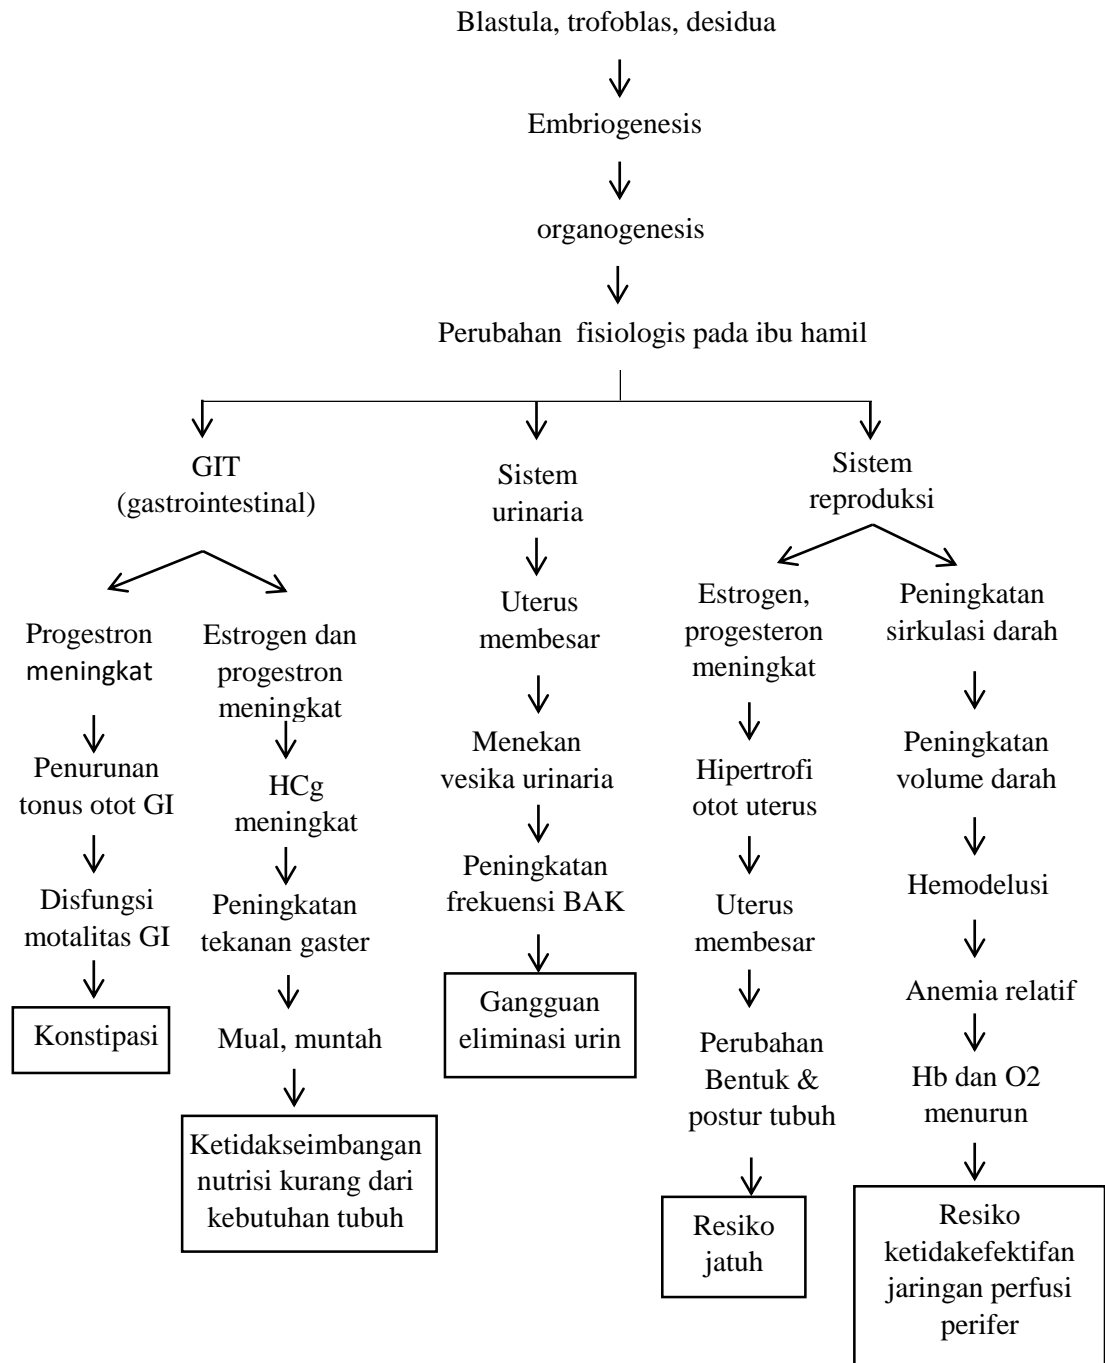 Blastula, trofoblas, desidua
Embriogenesis
organogenesis
Perubahan fisiologis pada ibu hamil
GIT
(gastrointestinal)
Progestron
meningkat
Penurunan
tonus otot GI
Disfungsi
motalitas GI
Konstipasi
Estrogen dan
progestron
meningkat
HCg
meningkat
Peningkatan
tekanan gaster
Mual, muntah
Ketidakseimbangan
nutrisi kurang dari
kebutuhan tubuh
Sistem
urinaria
Uterus
membesar
Menekan
vesika urinaria
Peningkatan
frekuensi BAK
Gangguan
eliminasi urin
Sistem
reproduksi
Estrogen,
progesteron
meningkat
Hipertrofi
otot uterus
Uterus
membesar
Perubahan
Bentuk &
postur tubuh
Resiko
jatuh
Peningkatan
sirkulasi darah
Peningkatan
volume darah
Hemodelusi
Anemia relatif
Hb dan O2
menurun
Resiko
ketidakefektifan
jaringan perfusi
perifer